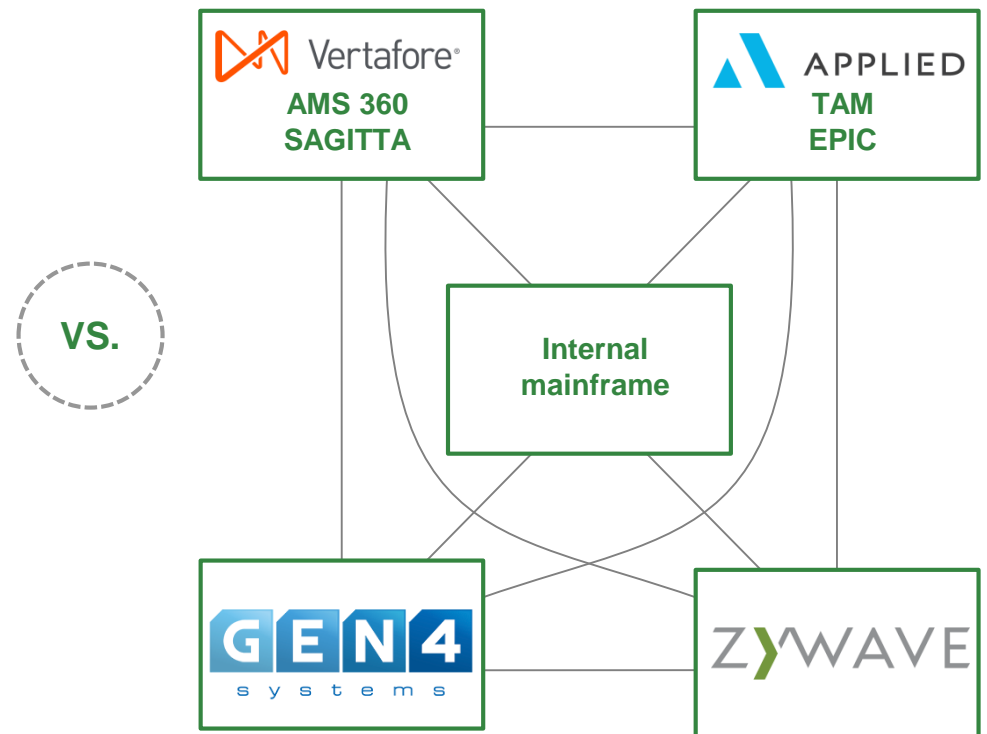 Vertafore®
AMS 360
SAGITTA
APPLIED
TAM
EPIC
VS.
Internal
mainframe
GEN4
systems
ZYWAVE